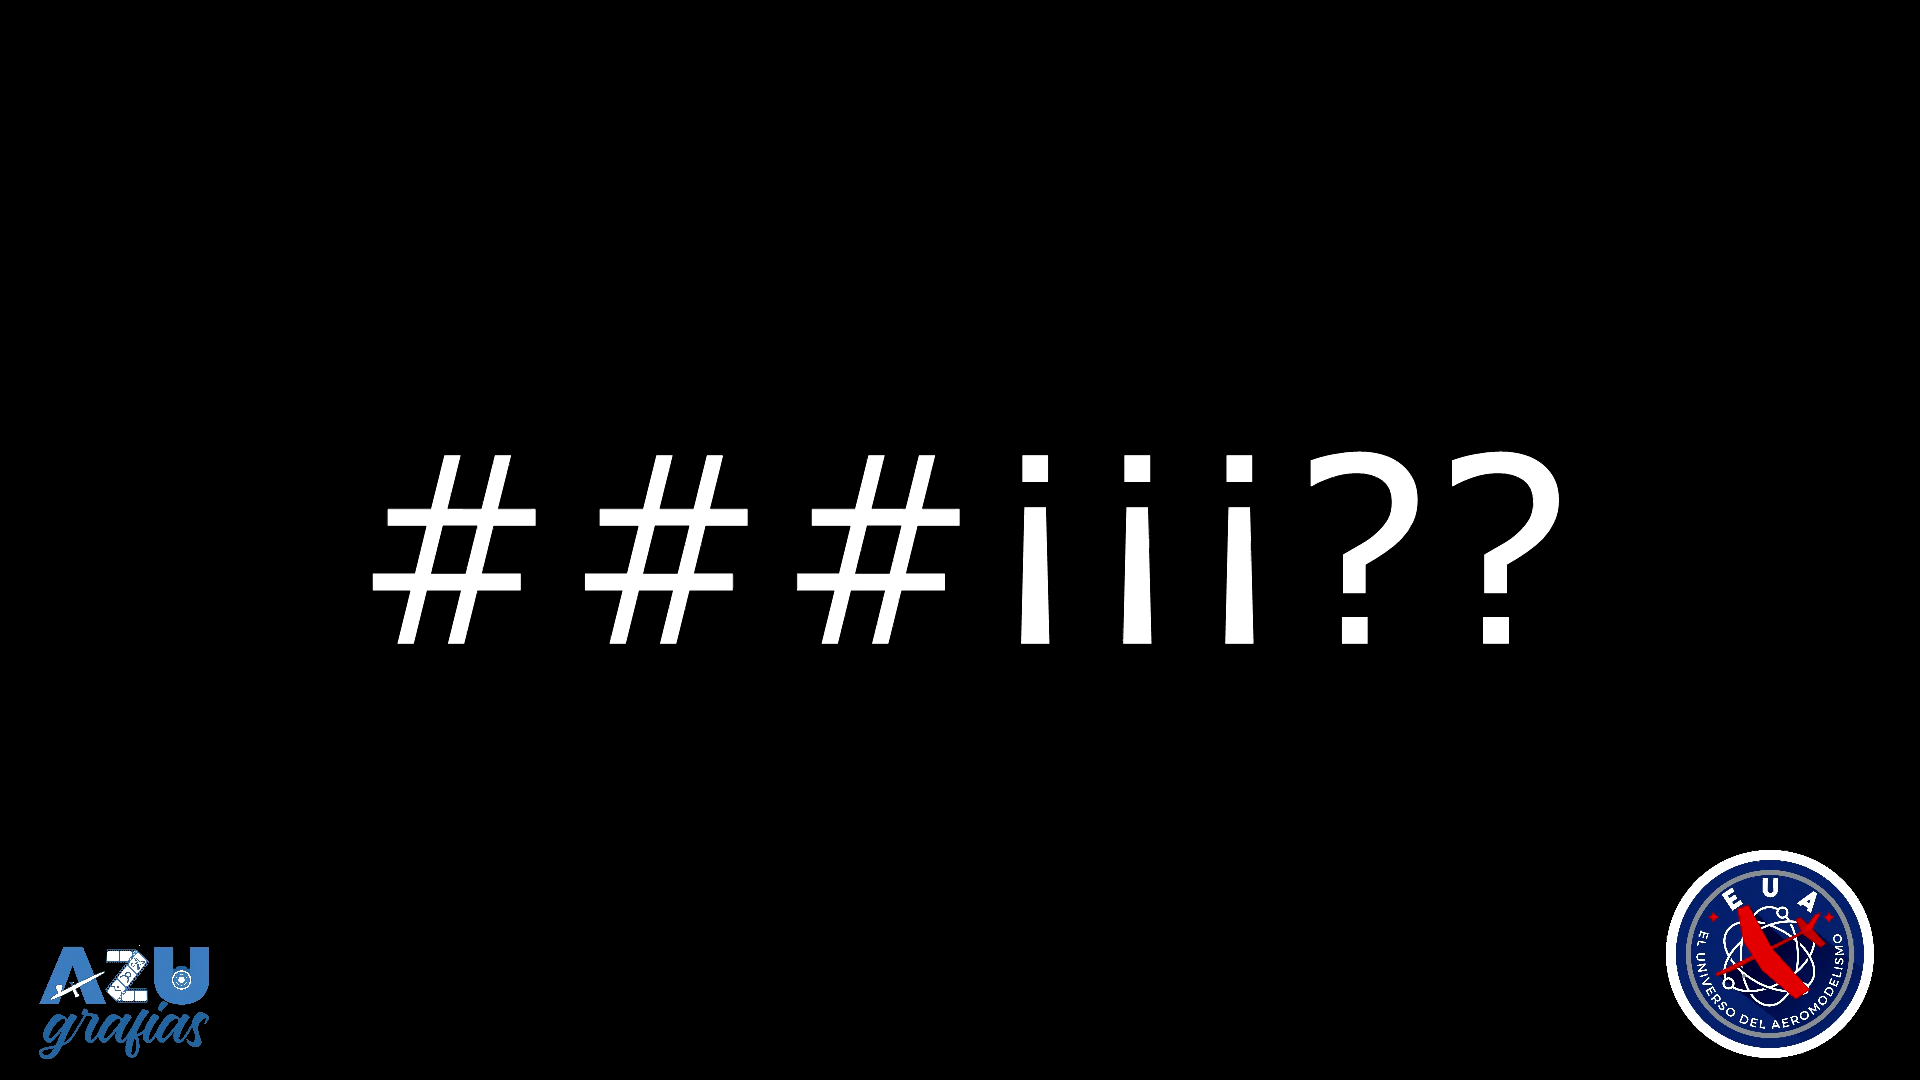 ###¡¡¡??
AZU
grafías
EUA
EL UNIVERSO DEL AEROMODELISMO